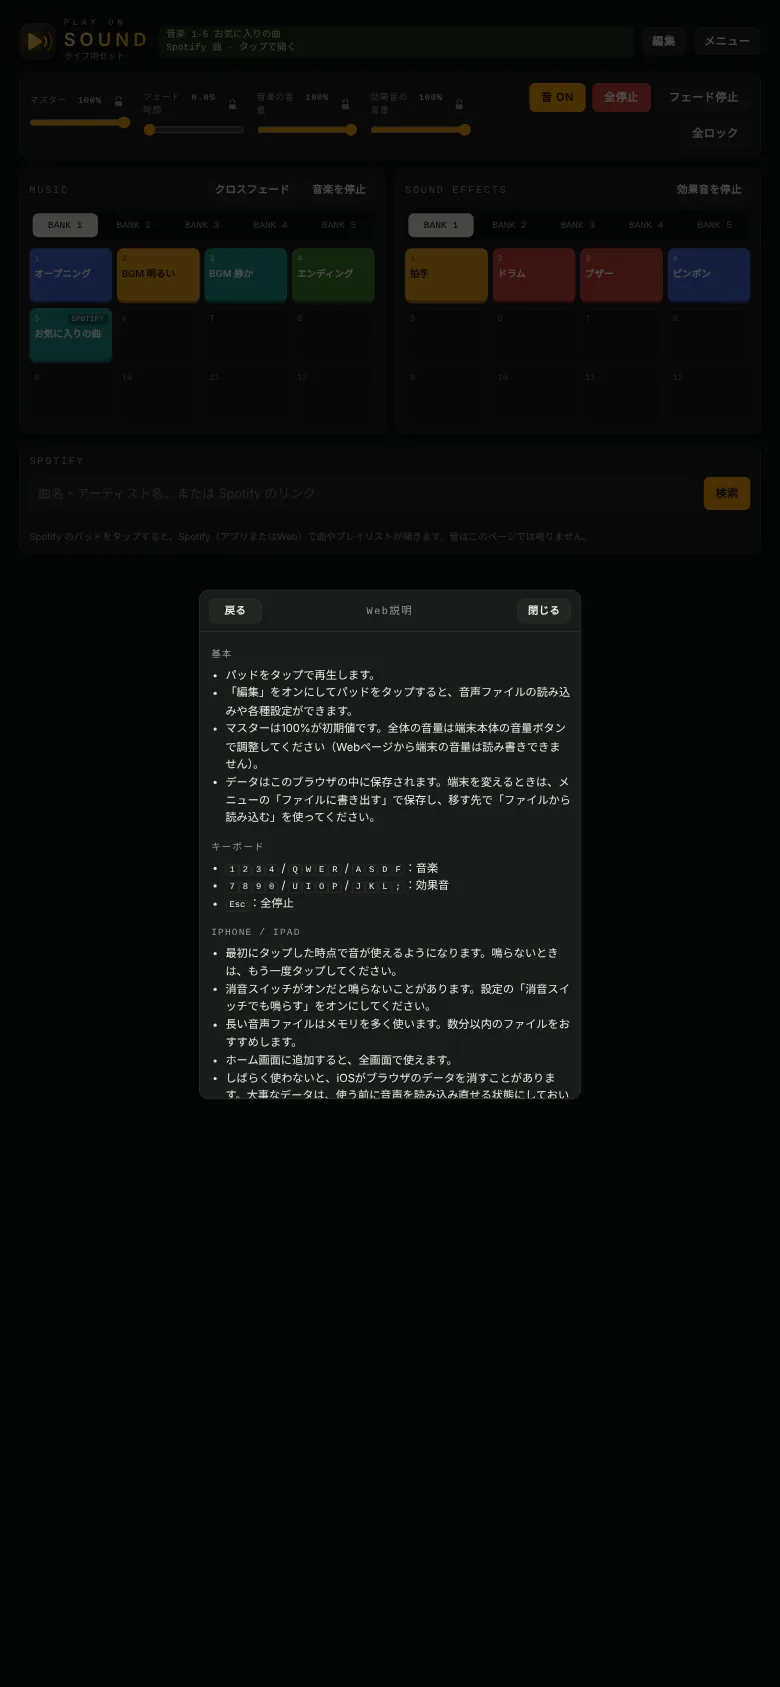 PLAY ON
SOUND
ライブ用セット
音楽 1-5 お気に入りの曲
Spotify 曲 · タップで開く
編集
メニュー
マスター 100%
フェード時間 0.0S
音楽の音量 100%
効果音の音量 100%
音 ON
全停止
フェード停止
全ロック
MUSIC
クロスフェード
音楽を停止
BANK 1
BANK 2
BANK 3
BANK 4
BANK 5
1
オープニング
2
BGM 明るい
3
BGM 静か
4
エンディング
5
SPOTIFY
お気に入りの曲
6
7
8
9
10
11
12
SOUND EFFECTS
効果音を停止
BANK 1
BANK 2
BANK 3
BANK 4
BANK 5
1
拍手
2
ドラム
3
ブザー
4
ピンポン
5
6
7
8
9
10
11
12
SPOTIFY
曲名・アーティスト名、または Spotify のリンク
検索
Spotify のパッドをタップすると、Spotify（アプリまたはWeb）で曲やプレイリストが開きます。音はこのページでは鳴りません。
戻る
Web説明
閉じる
基本
• パッドをタップで再生します。
• 「編集」をオンにしてパッドをタップすると、音声ファイルの読み込
みや各種設定ができます。
• マスターは100%が初期値です。全体の音量は端末本体の音量ボタン
で調整してください（Webページから端末の音量は読み書きできま
せん）。
• データはこのブラウザの中に保存されます。端末を変えるときは、メ
ニューの「ファイルに書き出す」で保存し、移す先で「ファイルから
読み込む」を使ってください。
キーボード
• 1 2 3 4 / Q W E R / A S D F ：音楽
• 7 8 9 0 / U I O P / J K L ; ：効果音
• Esc ：全停止
IPHONE / IPAD
• 最初にタップした時点で音が使えるようになります。鳴らないとき
は、もう一度タップしてください。
• 消音スイッチがオンだと鳴らないことがあります。設定の「消音スイ
ッチでも鳴らす」をオンにしてください。
• 長い音声ファイルはメモリを多く使います。数分以内のファイルをお
すすめします。
• ホーム画面に追加すると、全画面で使えます。
• しばらく使わないと、iOSがブラウザのデータを消すことがありま
す。大事なデータは、使う前に音声を読み込み直せる状態にしておい